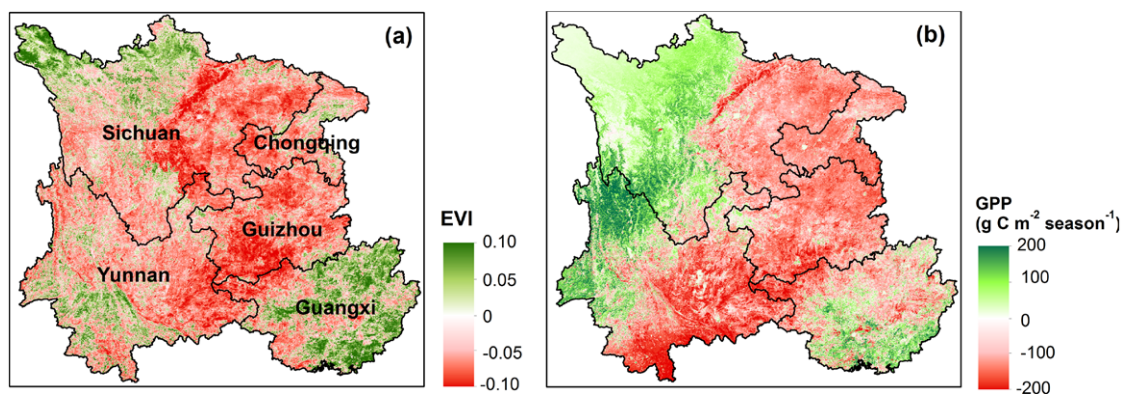 (a)
(b)
Sichuan
Chongqing
Guizhou
Yunnan
Guangxi
EVI
0.10
0.05
0
-0.05
-0.10
GPP
(g C m⁻² season⁻¹)
200
100
0
-100
-200